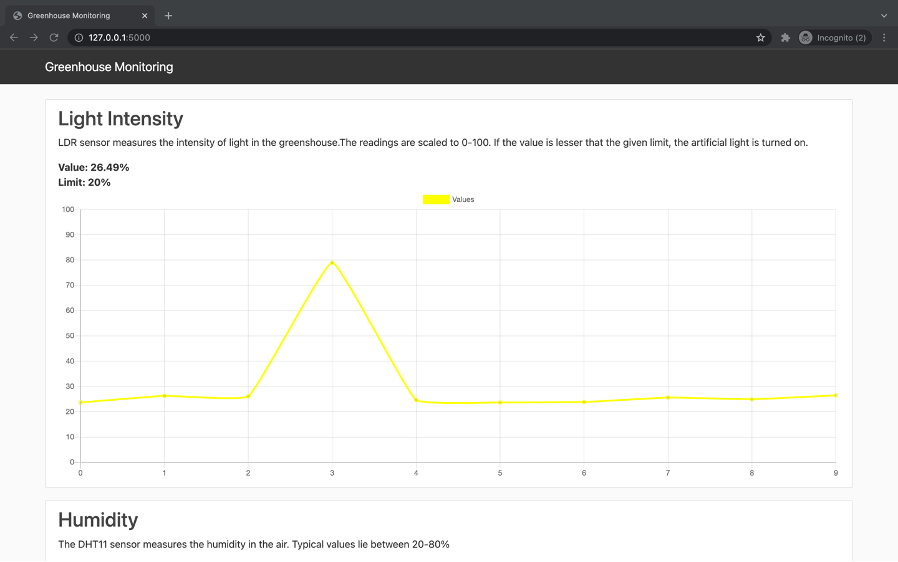 Greenhouse Monitoring
127.0.0.1:5000
Incognito (2)
Greenhouse Monitoring
Light Intensity
LDR sensor measures the intensity of light in the greenshouse.The readings are scaled to 0-100. If the value is lesser that the given limit, the artificial light is turned on.
Value: 26.49%
Limit: 20%
Values
100
90
80
70
60
50
40
30
20
10
0
0 1 2 3 4 5 6 7 8 9
Humidity
The DHT11 sensor measures the humidity in the air. Typical values lie between 20-80%